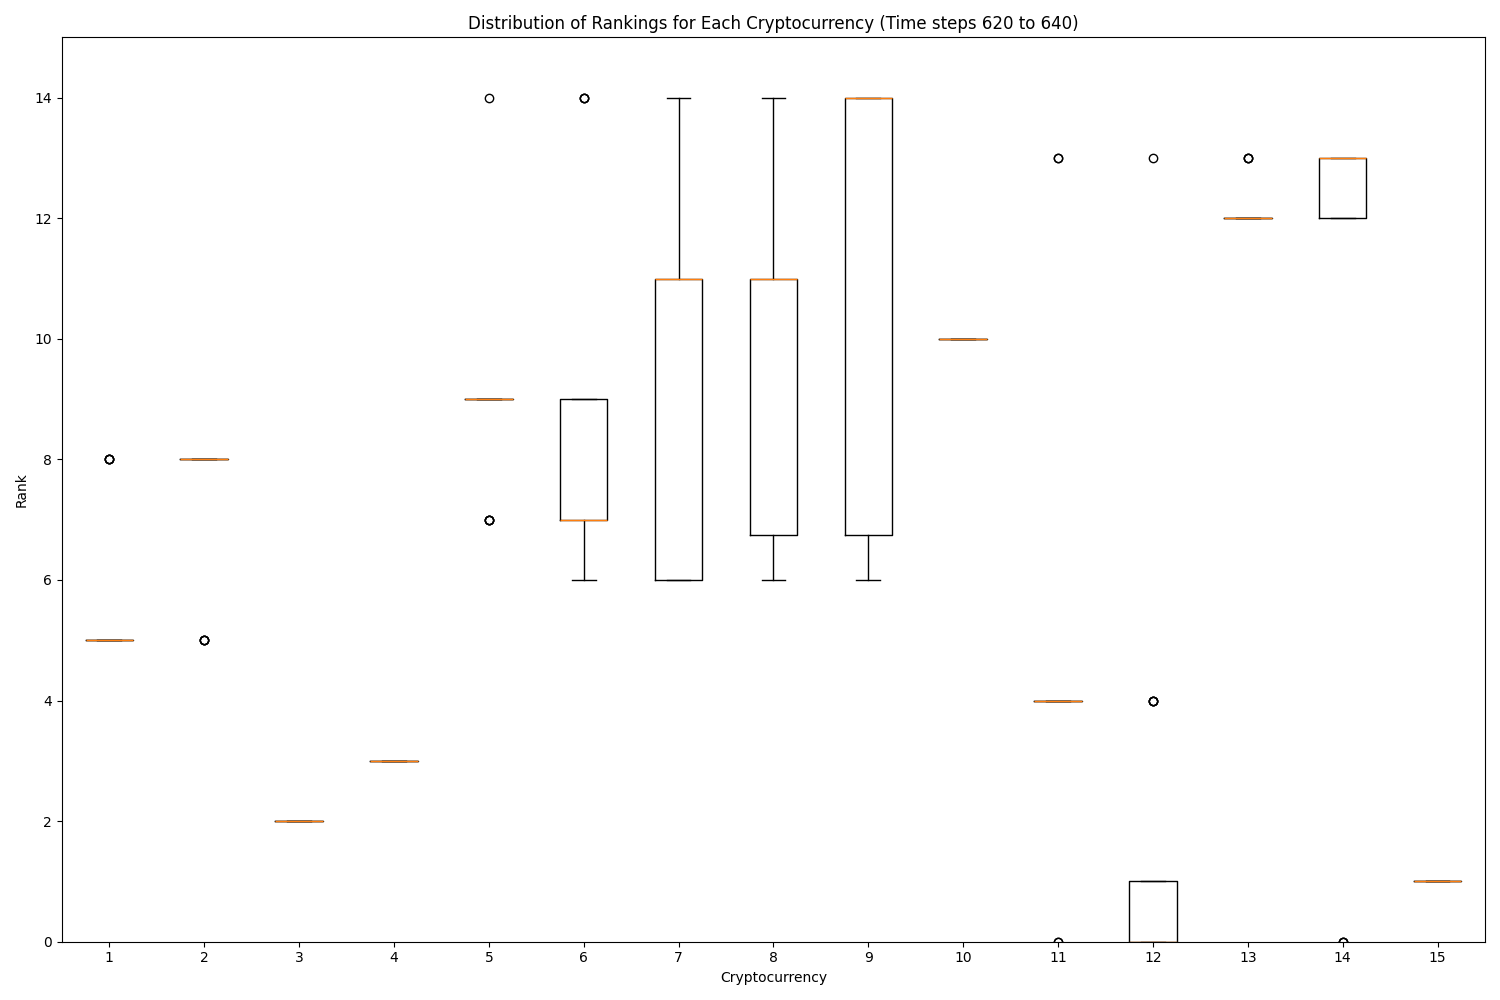 Distribution of Rankings for Each Cryptocurrency (Time steps 620 to 640)
14
12
10
8
6
4
2
0
Rank
1 2 3 4 5 6 7 8 9 10 11 12 13 14 15
Cryptocurrency